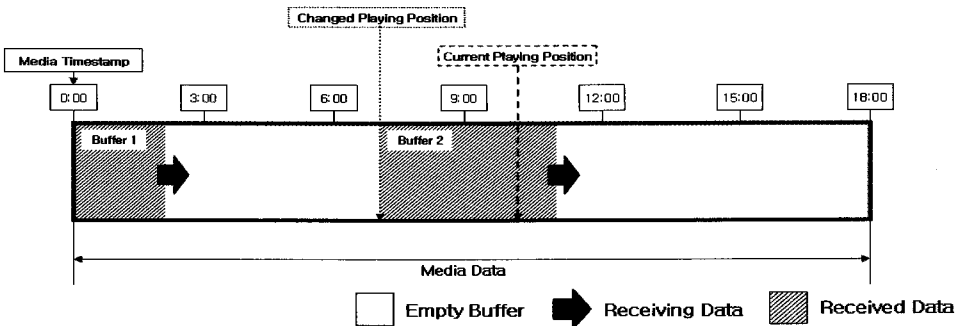 Changed Playing Position
Current Playing Position
Media Timestamp
0:00
3:00
6:00
9:00
12:00
15:00
18:00
Buffer 1
Buffer 2
Media Data
Empty Buffer
Receiving Data
Received Data